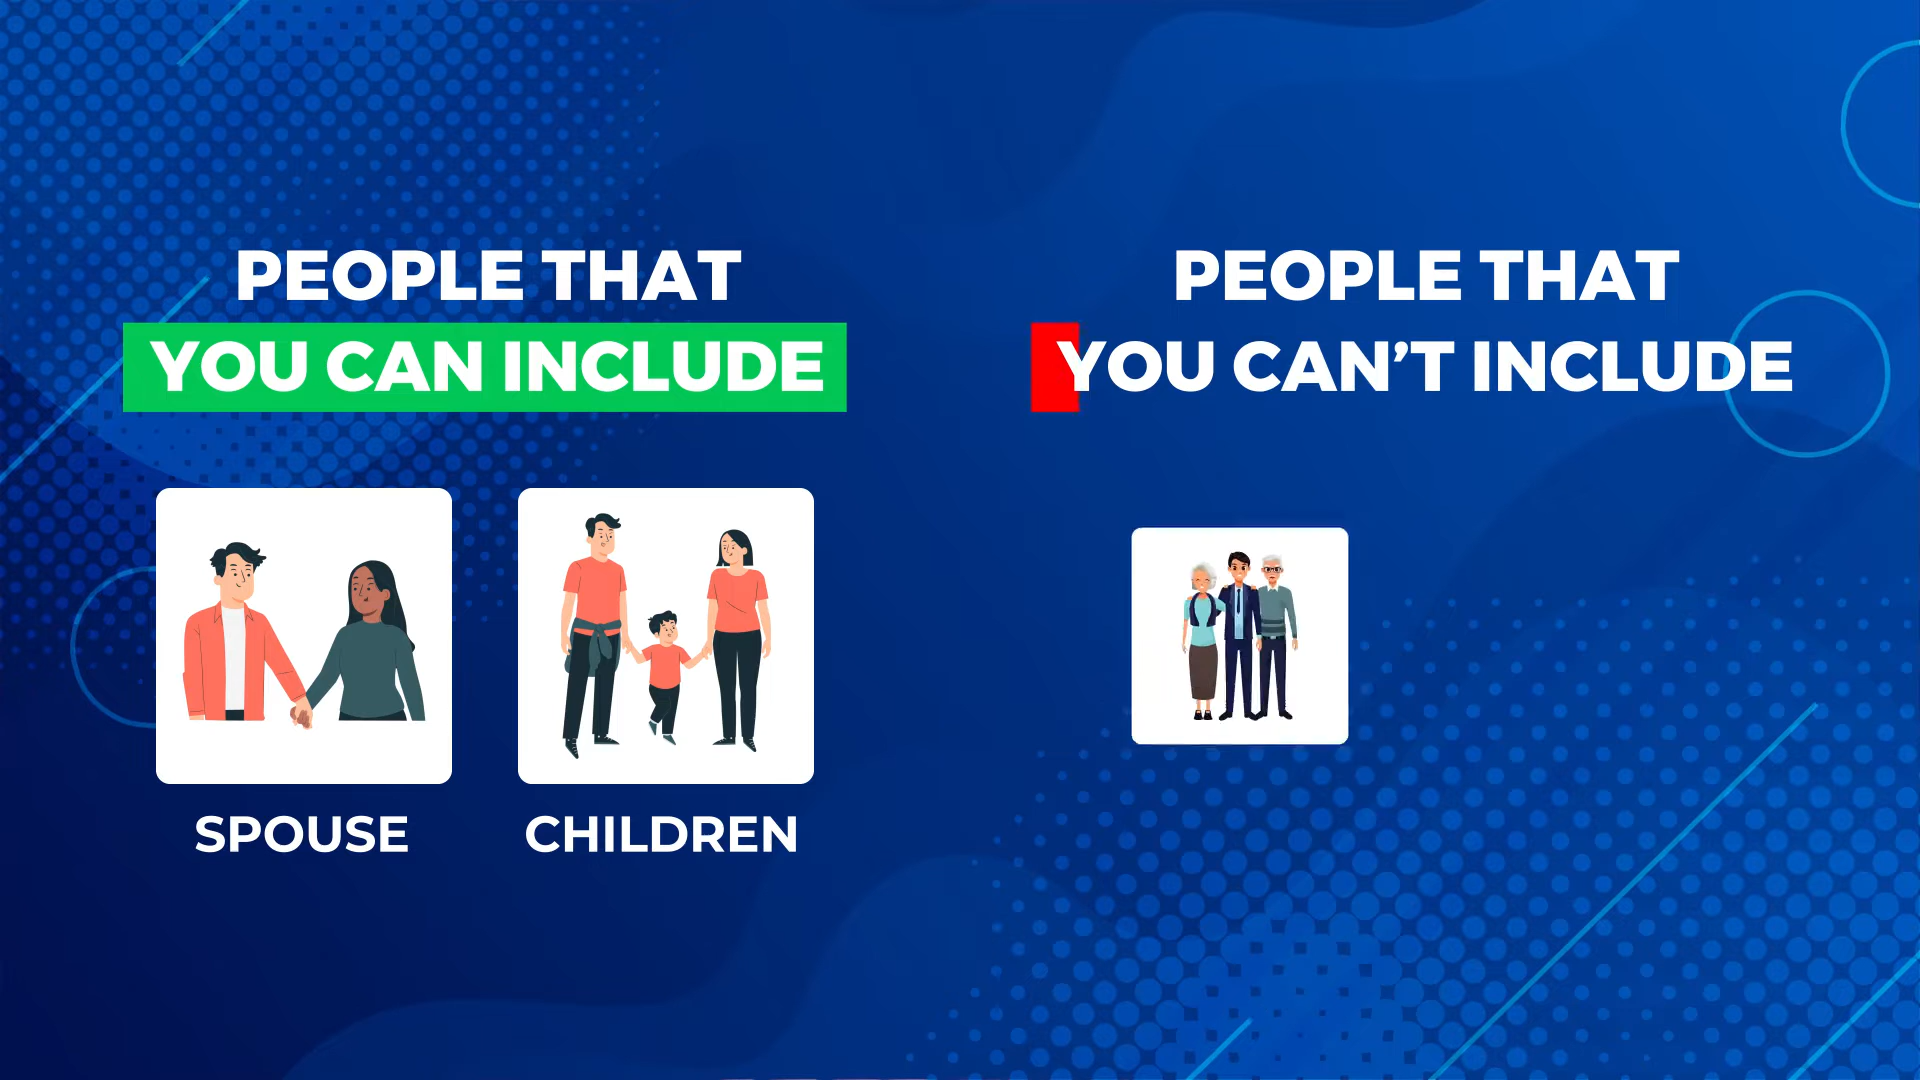 PEOPLE THAT
YOU CAN INCLUDE
SPOUSE
CHILDREN
PEOPLE THAT
YOU CAN’T INCLUDE